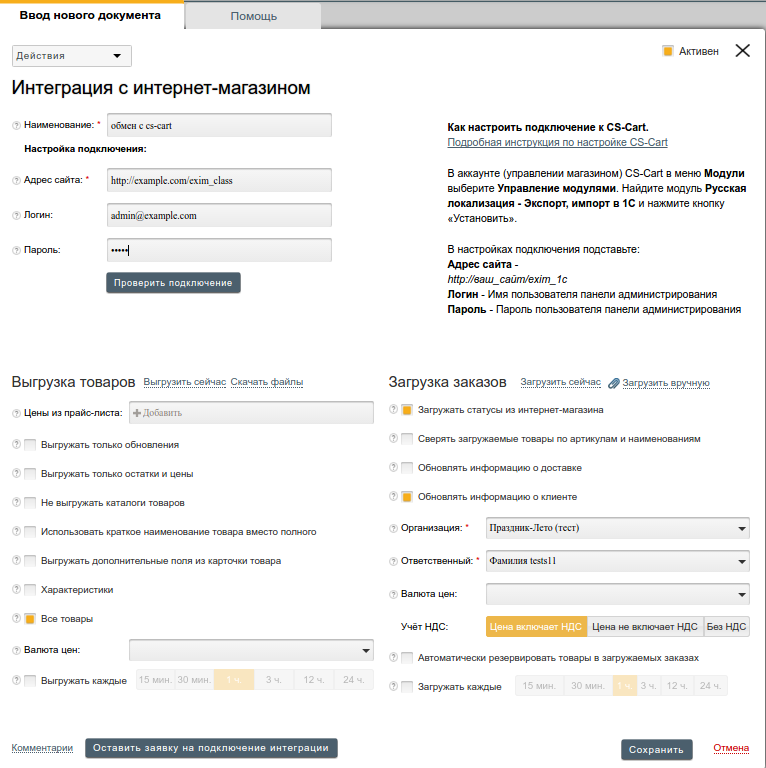 Ввод нового документа
Помощь
Действия
Активен
Интеграция с интернет-магазином
Наименование: * обмен с cs-cart
Настройка подключения:
Адрес сайта: * http://example.com/exim_class
Логин: admin@example.com
Пароль: •••••
Проверить подключение
Как настроить подключение к CS-Cart.
Подробная инструкция по настройке CS-Cart
В аккаунте (управлении магазином) CS-Cart в меню Модули
выберите Управление модулями. Найдите модуль Русская
локализация - Экспорт, импорт в 1С и нажмите кнопку
«Установить».
В настройках подключения подставьте:
Адрес сайта -
http://ваш_сайт/exim_1c
Логин - Имя пользователя панели администрирования
Пароль - Пароль пользователя панели администрирования
Выгрузка товаров Выгрузить сейчас Скачать файлы
Цены из прайс-листа: Добавить
Выгружать только обновления
Выгружать только остатки и цены
Не выгружать каталоги товаров
Использовать краткое наименование товара вместо полного
Выгружать дополнительные поля из карточки товара
Характеристики
Все товары
Валюта цен:
Выгружать каждые 15 мин. 30 мин. 1 ч. 3 ч. 12 ч. 24 ч.
Загрузка заказов Загрузить сейчас Загрузить вручную
Загружать статусы из интернет-магазина
Сверять загружаемые товары по артикулам и наименованиям
Обновлять информацию о доставке
Обновлять информацию о клиенте
Организация: * Праздник-Лето (тест)
Ответственный: * Фамилия tests11
Валюта цен:
Учёт НДС: Цена включает НДС Цена не включает НДС Без НДС
Автоматически резервировать товары в загружаемых заказах
Загружать каждые 15 мин. 30 мин. 1 ч. 3 ч. 12 ч. 24 ч.
Комментарии
Оставить заявку на подключение интеграции
Сохранить
Отмена